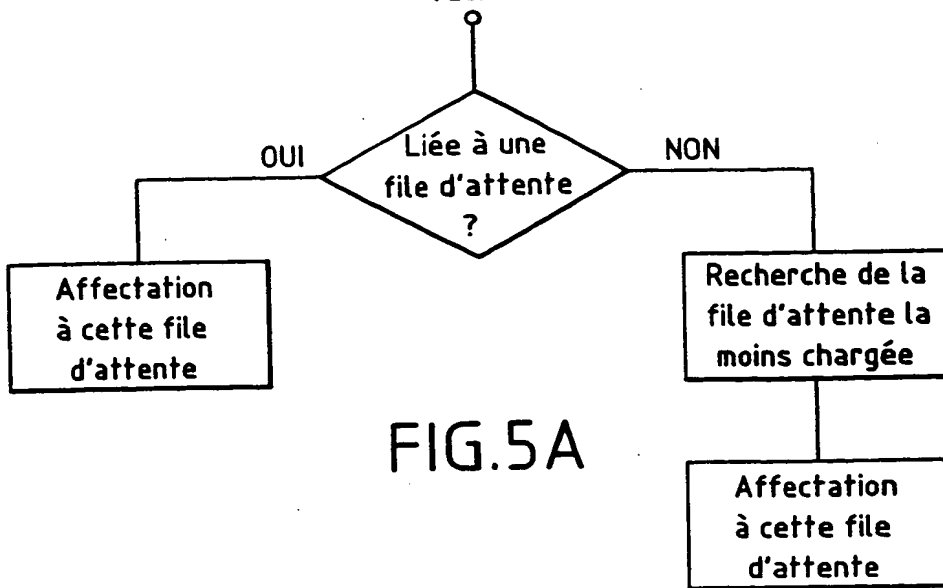 Liée à une
file d'attente
?
OUI
NON
Affectation
à cette file
d'attente
Recherche de la
file d'attente la
moins chargée
Affectation
à cette file
d'attente
FIG.5A